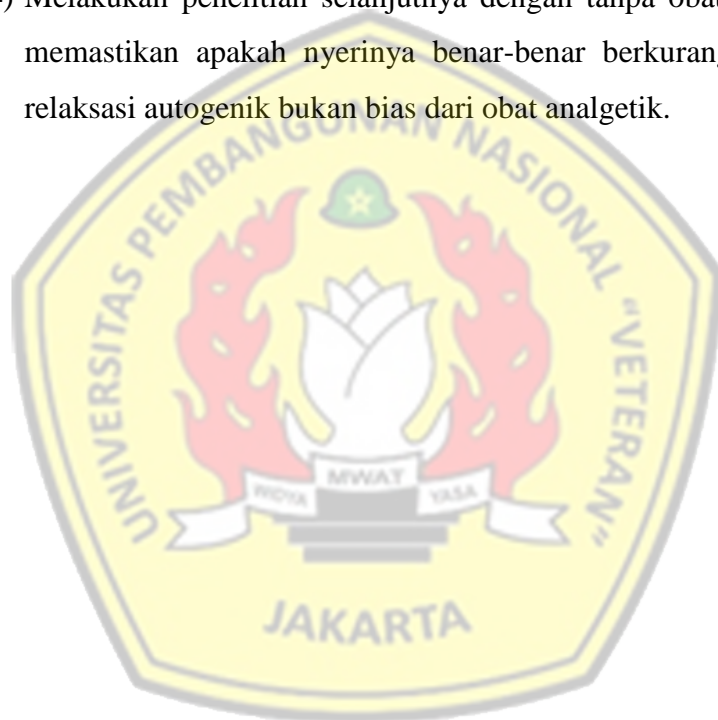 ) Melakukan penelitian selanjutnya dengan tanpa obat
memastikan apakah nyerinya benar-benar berkurang
relaksasi autogenik bukan bias dari obat analgetik.
UNIVERSITAS PEMBANGUNAN NASIONAL "VETERAN"
WIDYA MWAT YASA
JAKARTA